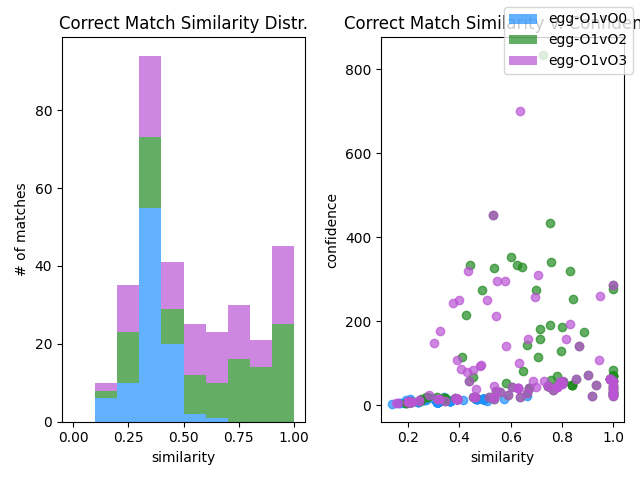 Correct Match Similarity Distr.
# of matches
80
60
40
20
0
0.00 0.25 0.50 0.75 1.00
similarity
Correct Match Similarity v. Confiden
egg-O1vO0
egg-O1vO2
egg-O1vO3
confidence
800
600
400
200
0
0.2 0.4 0.6 0.8 1.0
similarity